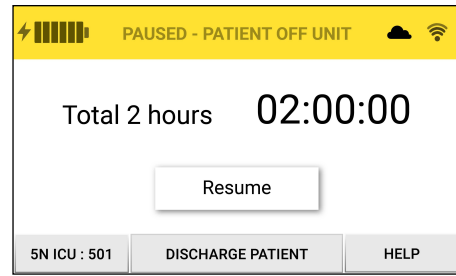 PAUSED - PATIENT OFF UNIT
Total 2 hours 02:00:00
Resume
5N ICU : 501 DISCHARGE PATIENT HELP